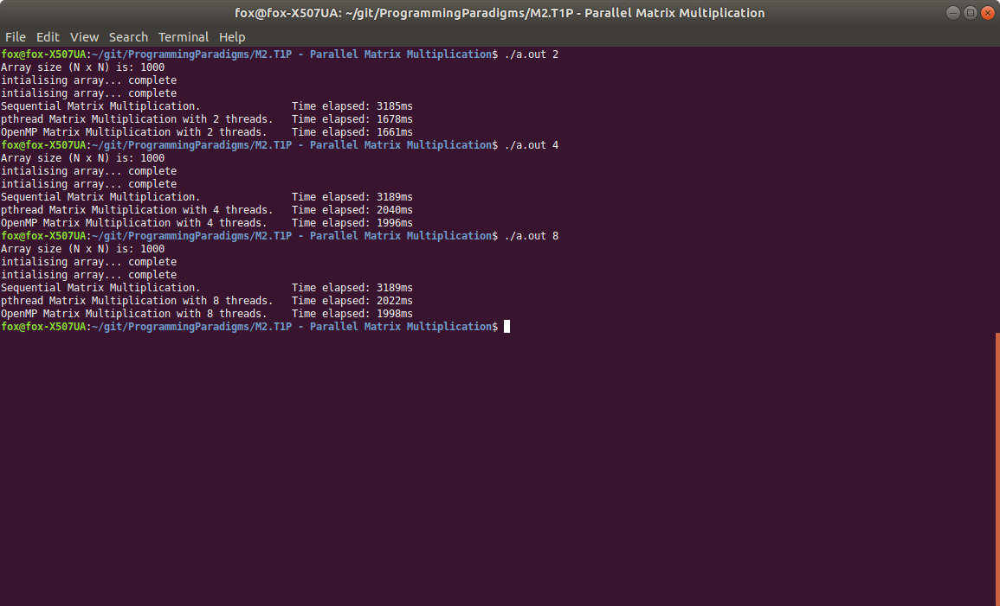 fox@fox-X507UA: ~/git/ProgrammingParadigms/M2.T1P - Parallel Matrix Multiplication
File Edit View Search Terminal Help
fox@fox-X507UA:~/git/ProgrammingParadigms/M2.T1P - Parallel Matrix Multiplication$ ./a.out 2
Array size (N x N) is: 1000
intialising array... complete
intialising array... complete
Sequential Matrix Multiplication. Time elapsed: 3185ms
pthread Matrix Multiplication with 2 threads. Time elapsed: 1678ms
OpenMP Matrix Multiplication with 2 threads. Time elapsed: 1661ms
fox@fox-X507UA:~/git/ProgrammingParadigms/M2.T1P - Parallel Matrix Multiplication$ ./a.out 4
Array size (N x N) is: 1000
intialising array... complete
intialising array... complete
Sequential Matrix Multiplication. Time elapsed: 3189ms
pthread Matrix Multiplication with 4 threads. Time elapsed: 2040ms
OpenMP Matrix Multiplication with 4 threads. Time elapsed: 1996ms
fox@fox-X507UA:~/git/ProgrammingParadigms/M2.T1P - Parallel Matrix Multiplication$ ./a.out 8
Array size (N x N) is: 1000
intialising array... complete
intialising array... complete
Sequential Matrix Multiplication. Time elapsed: 3189ms
pthread Matrix Multiplication with 8 threads. Time elapsed: 2022ms
OpenMP Matrix Multiplication with 8 threads. Time elapsed: 1998ms
fox@fox-X507UA:~/git/ProgrammingParadigms/M2.T1P - Parallel Matrix Multiplication$